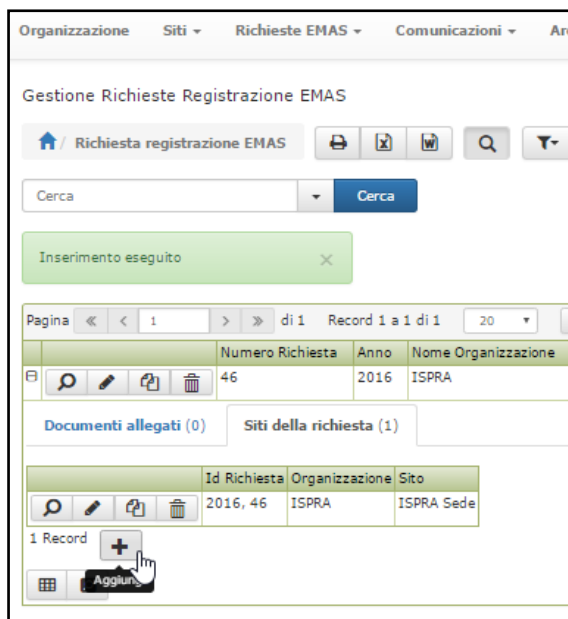 Organizzazione Siti Richieste EMAS Comunicazioni
Gestione Richieste Registrazione EMAS
/ Richiesta registrazione EMAS
Cerca Cerca
Inserimento eseguito ×
Pagina « < 1 > » di 1 Record 1 a 1 di 1 20
Numero Richiesta Anno Nome Organizzazione
46 2016 ISPRA
Documenti allegati (0) Siti della richiesta (1)
Id Richiesta Organizzazione Sito
2016, 46 ISPRA ISPRA Sede
1 Record